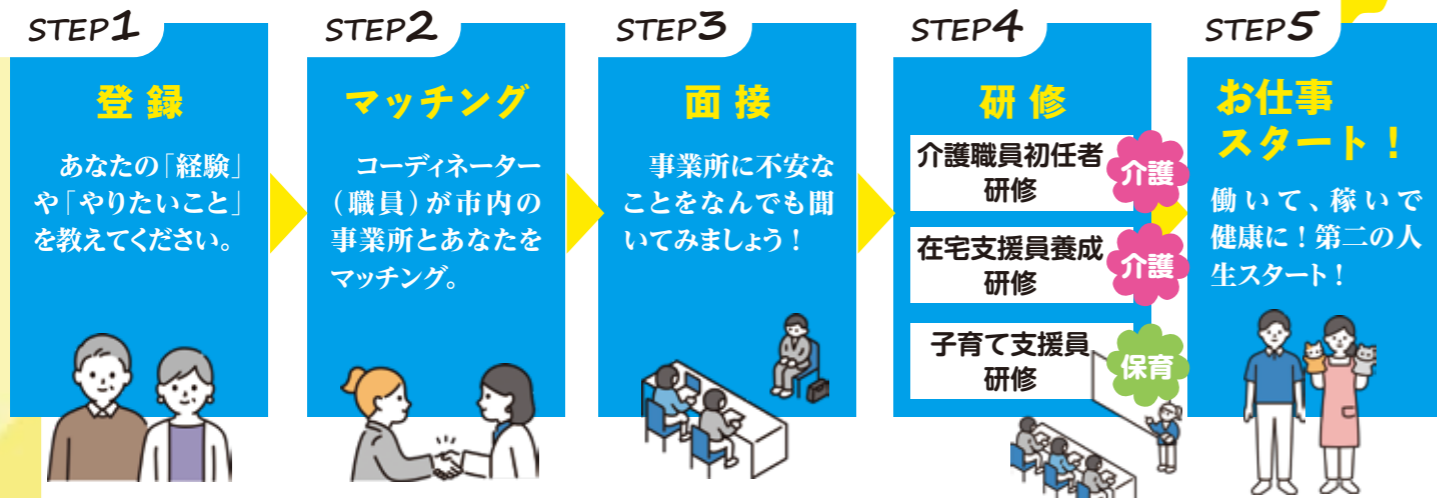 STEP1
登録
あなたの「経験」
や「やりたいこと」
を教えてください。
STEP2
マッチング
コーディネーター
(職員)が市内の
事業所とあなたを
マッチング。
STEP3
面接
事業所に不安な
ことをなんでも聞
いてみましょう！
STEP4
研修
介護職員初任者
研修
介護
在宅支援員養成
研修
介護
子育て支援員
研修
保育
STEP5
お仕事
スタート！
働いて、稼いで
健康に！第二の人
生スタート！